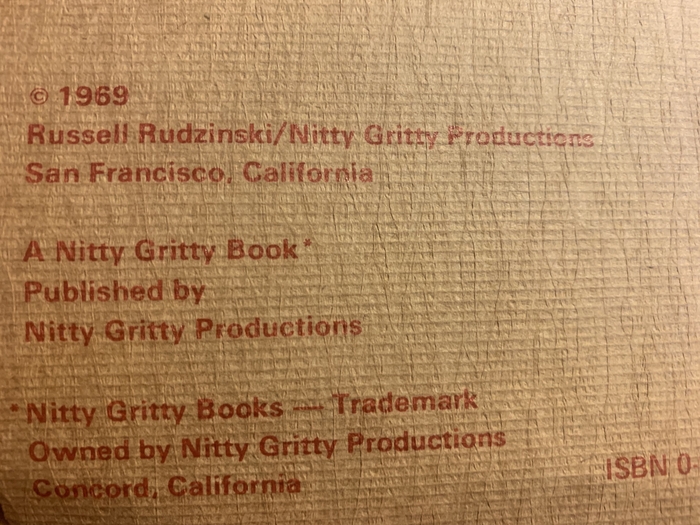 © 1969
Russell Rudzinski/Nitty Gritty Productions
San Francisco, California
A Nitty Gritty Book*
Published by
Nitty Gritty Productions
*Nitty Gritty Books — Trademark
Owned by Nitty Gritty Productions
Concord, California
ISBN 0-